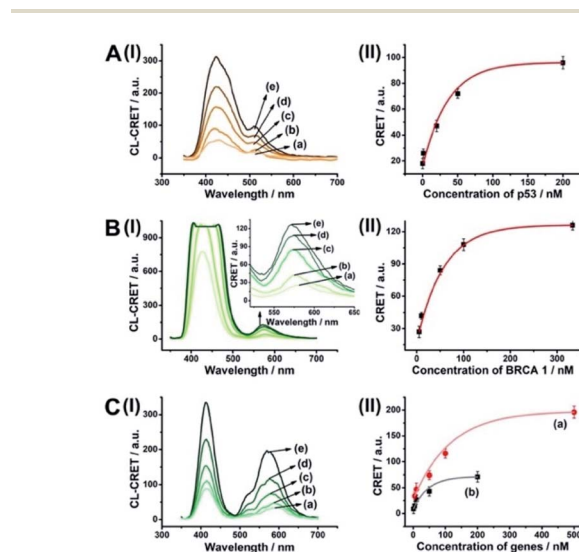 A (I)
CL-CRET / a.u.
300
200
100
0
(e)
(d)
(c)
(b)
(a)
300 400 500 600 700
Wavelength / nm
(II)
CRET / a.u.
100
80
60
40
20
0 50 100 150 200
Concentration of p53 / nM
B (I)
CL-CRET / a.u.
900
600
300
0
CRET / a.u.
120
90
60
30
0
(e)
(d)
(c)
(b)
(a)
550 600 650
Wavelength / nm
300 400 500 600 700
Wavelength / nm
(II)
CRET / a.u.
120
90
60
30
0 100 200 300
Concentration of BRCA 1 / nM
C (I)
CL-CRET / a.u.
300
200
100
0
(e)
(d)
(c)
(b)
(a)
300 400 500 600 700
Wavelength / nm
(II)
CRET / a.u.
200
150
100
50
0
(a)
(b)
0 100 200 300 400 500
Concentration of genes / nM